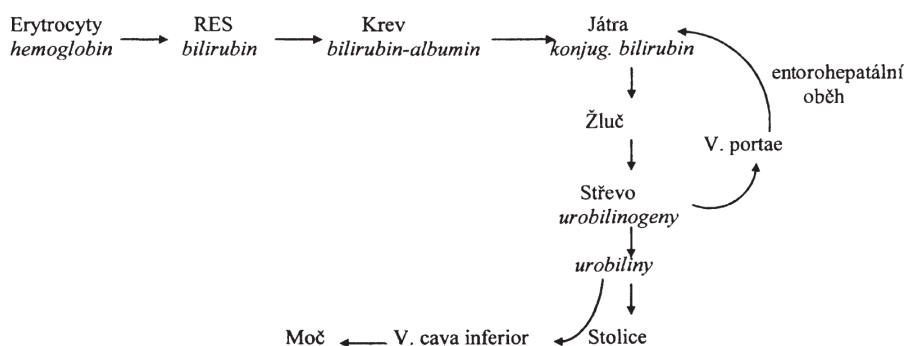 Erytrocyty
hemoglobin
RES
bilirubin
Krev
bilirubin-albumin
Játra
konjug. bilirubin
entorohepatální
oběh
Žluč
V. portae
Střevo
urobilinogeny
urobiliny
Moč
V. cava inferior
Stolice